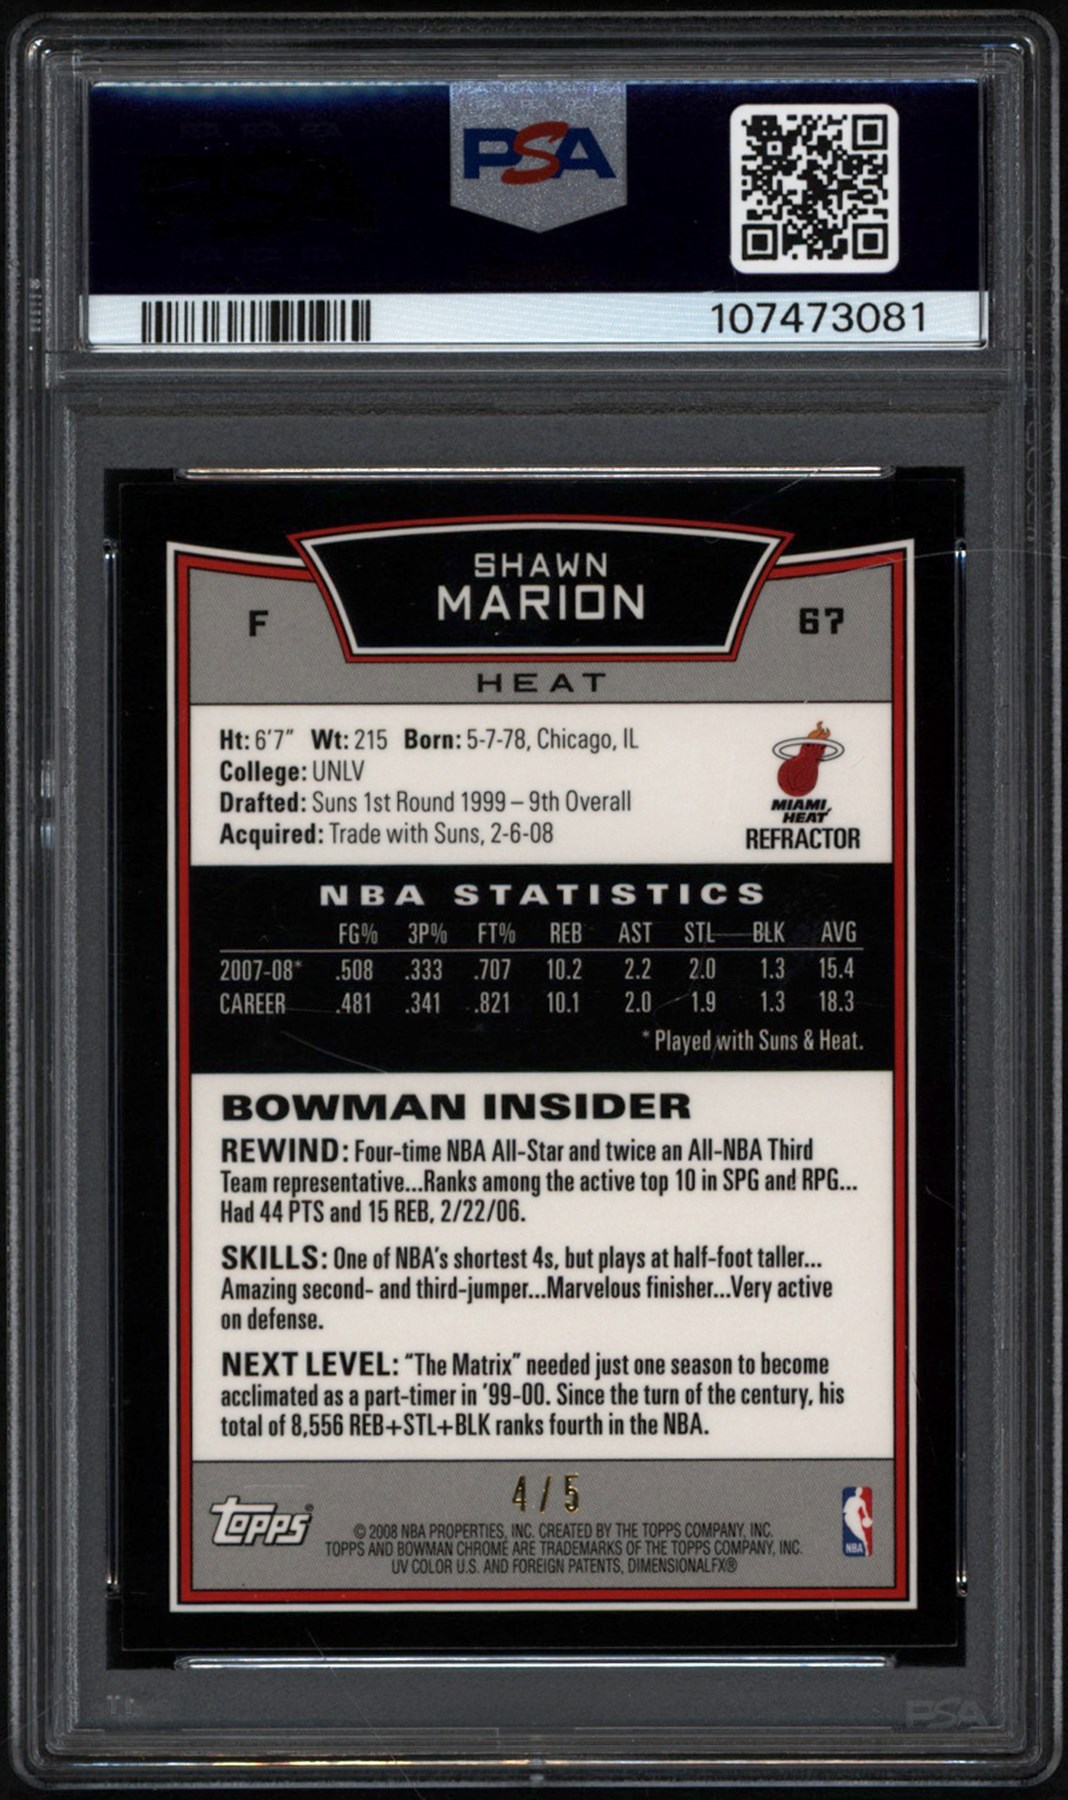 PSA
107473081
SHAWN
MARION
F
67
HEAT
Ht: 6'7" Wt: 215 Born: 5-7-78, Chicago, IL
College: UNLV
Drafted: Suns 1st Round 1999 – 9th Overall
Acquired: Trade with Suns, 2-6-08
MIAMI
HEAT
REFRACTOR
NBA STATISTICS
FG% 3P% FT% REB AST STL BLK AVG
2007-08* .508 .333 .707 10.2 2.2 2.0 1.3 15.4
CAREER .481 .341 .821 10.1 2.0 1.9 1.3 18.3
* Played with Suns & Heat.
BOWMAN INSIDER
REWIND: Four-time NBA All-Star and twice an All-NBA Third
Team representative...Ranks among the active top 10 in SPG and RPG...
Had 44 PTS and 15 REB, 2/22/06.
SKILLS: One of NBA's shortest 4s, but plays at half-foot taller...
Amazing second- and third-jumper...Marvelous finisher...Very active
on defense.
NEXT LEVEL: "The Matrix" needed just one season to become
acclimated as a part-timer in '99-00. Since the turn of the century, his
total of 8,556 REB+STL+BLK ranks fourth in the NBA.
4/5
Topps®
© 2008 NBA PROPERTIES, INC. CREATED BY THE TOPPS COMPANY, INC.
TOPPS AND BOWMAN CHROME ARE TRADEMARKS OF THE TOPPS COMPANY, INC.
UV COLOR U.S. AND FOREIGN PATENTS, DIMENSIONALFX®
NBA
PSA